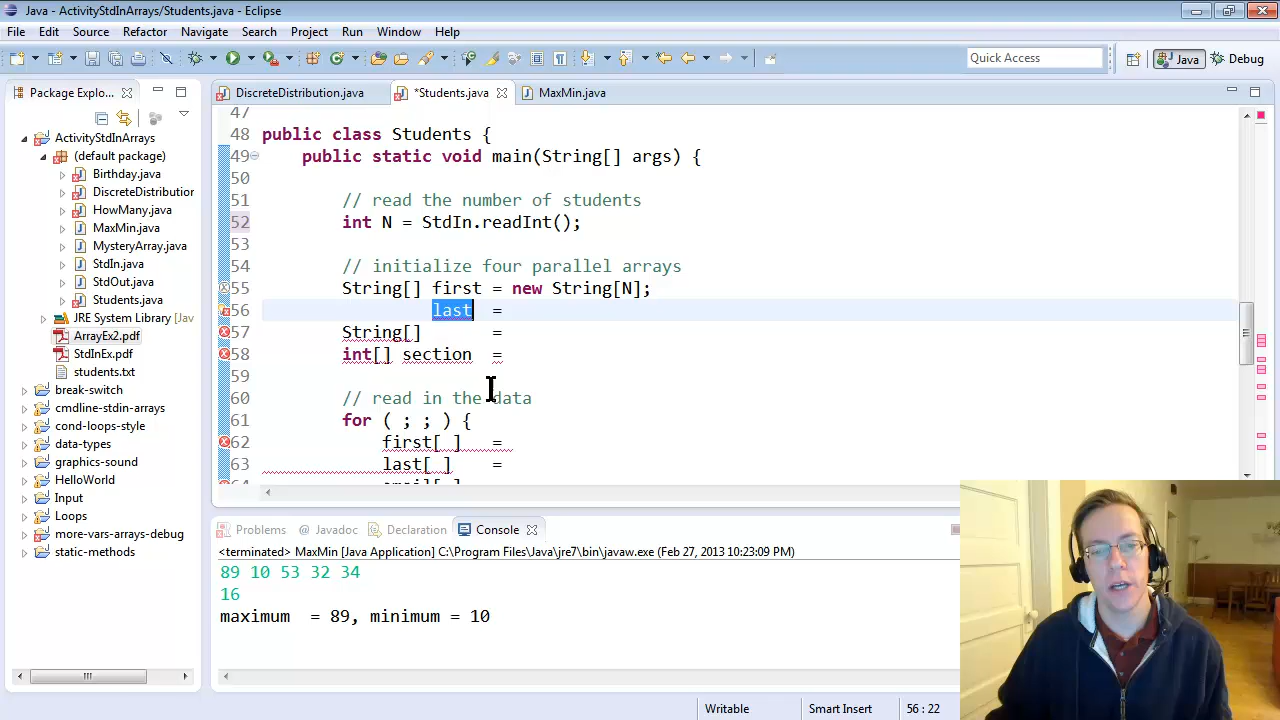 Java - ActivityStdInArrays/Students.java - Eclipse
File Edit Source Refactor Navigate Search Project Run Window Help
Quick Access Java Debug
Package Explo...
ActivityStdInArrays
(default package)
Birthday.java
DiscreteDistribution
HowMany.java
MaxMin.java
MysteryArray.java
StdIn.java
StdOut.java
Students.java
JRE System Library [Jav
ArrayEx2.pdf
StdInEx.pdf
students.txt
break-switch
cmdline-stdin-arrays
cond-loops-style
data-types
graphics-sound
HelloWorld
Input
Loops
more-vars-arrays-debug
static-methods
DiscreteDistribution.java *Students.java MaxMin.java
47
48 public class Students {
49 public static void main(String[] args) {
50
51 // read the number of students
52 int N = StdIn.readInt();
53
54 // initialize four parallel arrays
55 String[] first = new String[N];
56 last =
57 String[] =
58 int[] section =
59
60 // read in the data
61 for ( ; ; ) {
62 first[ ] =
63 last[ ] =
Problems @ Javadoc Declaration Console
<terminated> MaxMin [Java Application] C:\Program Files\Java\jre7\bin\javaw.exe (Feb 27, 2013 10:23:09 PM)
89 10 53 32 34
16
maximum  = 89, minimum = 10
Writable Smart Insert 56 : 22